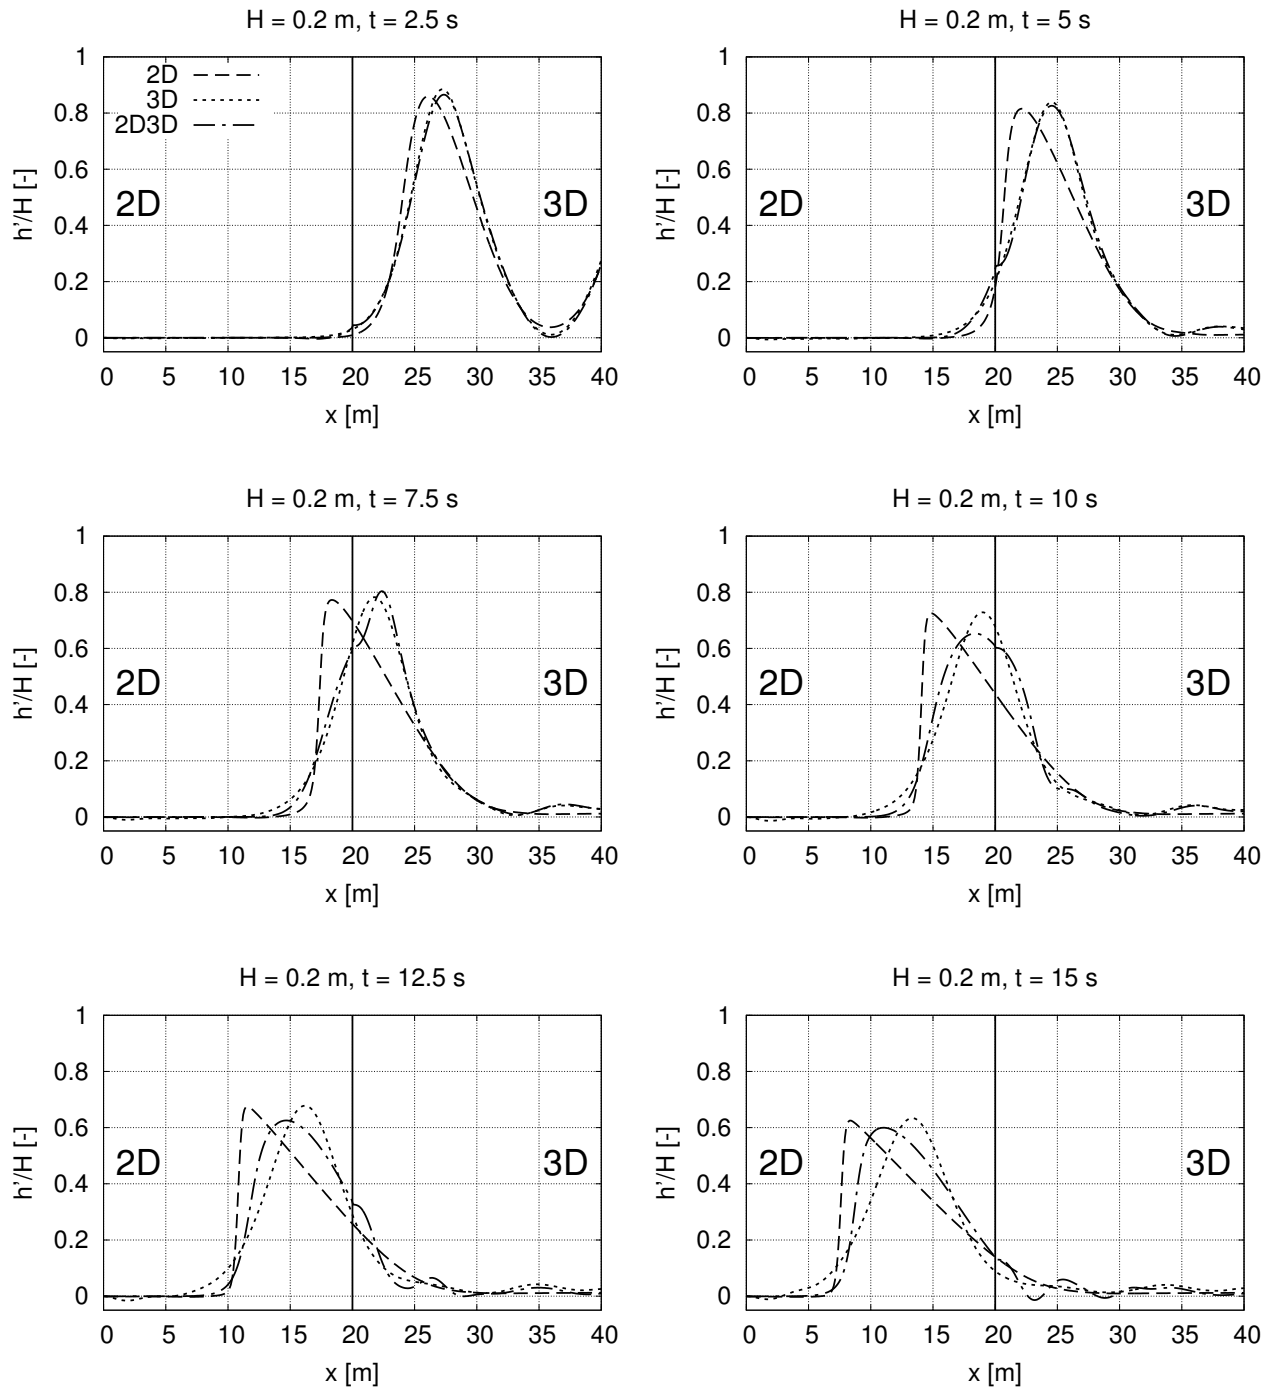 H = 0.2 m, t = 2.5 s
1
0.8
0.6
0.4
0.2
0
h'/H [-]
2D
3D
2D3D
2D
3D
0 5 10 15 20 25 30 35 40
x [m]
H = 0.2 m, t = 5 s
1
0.8
0.6
0.4
0.2
0
h'/H [-]
2D
3D
0 5 10 15 20 25 30 35 40
x [m]
H = 0.2 m, t = 7.5 s
1
0.8
0.6
0.4
0.2
0
h'/H [-]
2D
3D
0 5 10 15 20 25 30 35 40
x [m]
H = 0.2 m, t = 10 s
1
0.8
0.6
0.4
0.2
0
h'/H [-]
2D
3D
0 5 10 15 20 25 30 35 40
x [m]
H = 0.2 m, t = 12.5 s
1
0.8
0.6
0.4
0.2
0
h'/H [-]
2D
3D
0 5 10 15 20 25 30 35 40
x [m]
H = 0.2 m, t = 15 s
1
0.8
0.6
0.4
0.2
0
h'/H [-]
2D
3D
0 5 10 15 20 25 30 35 40
x [m]